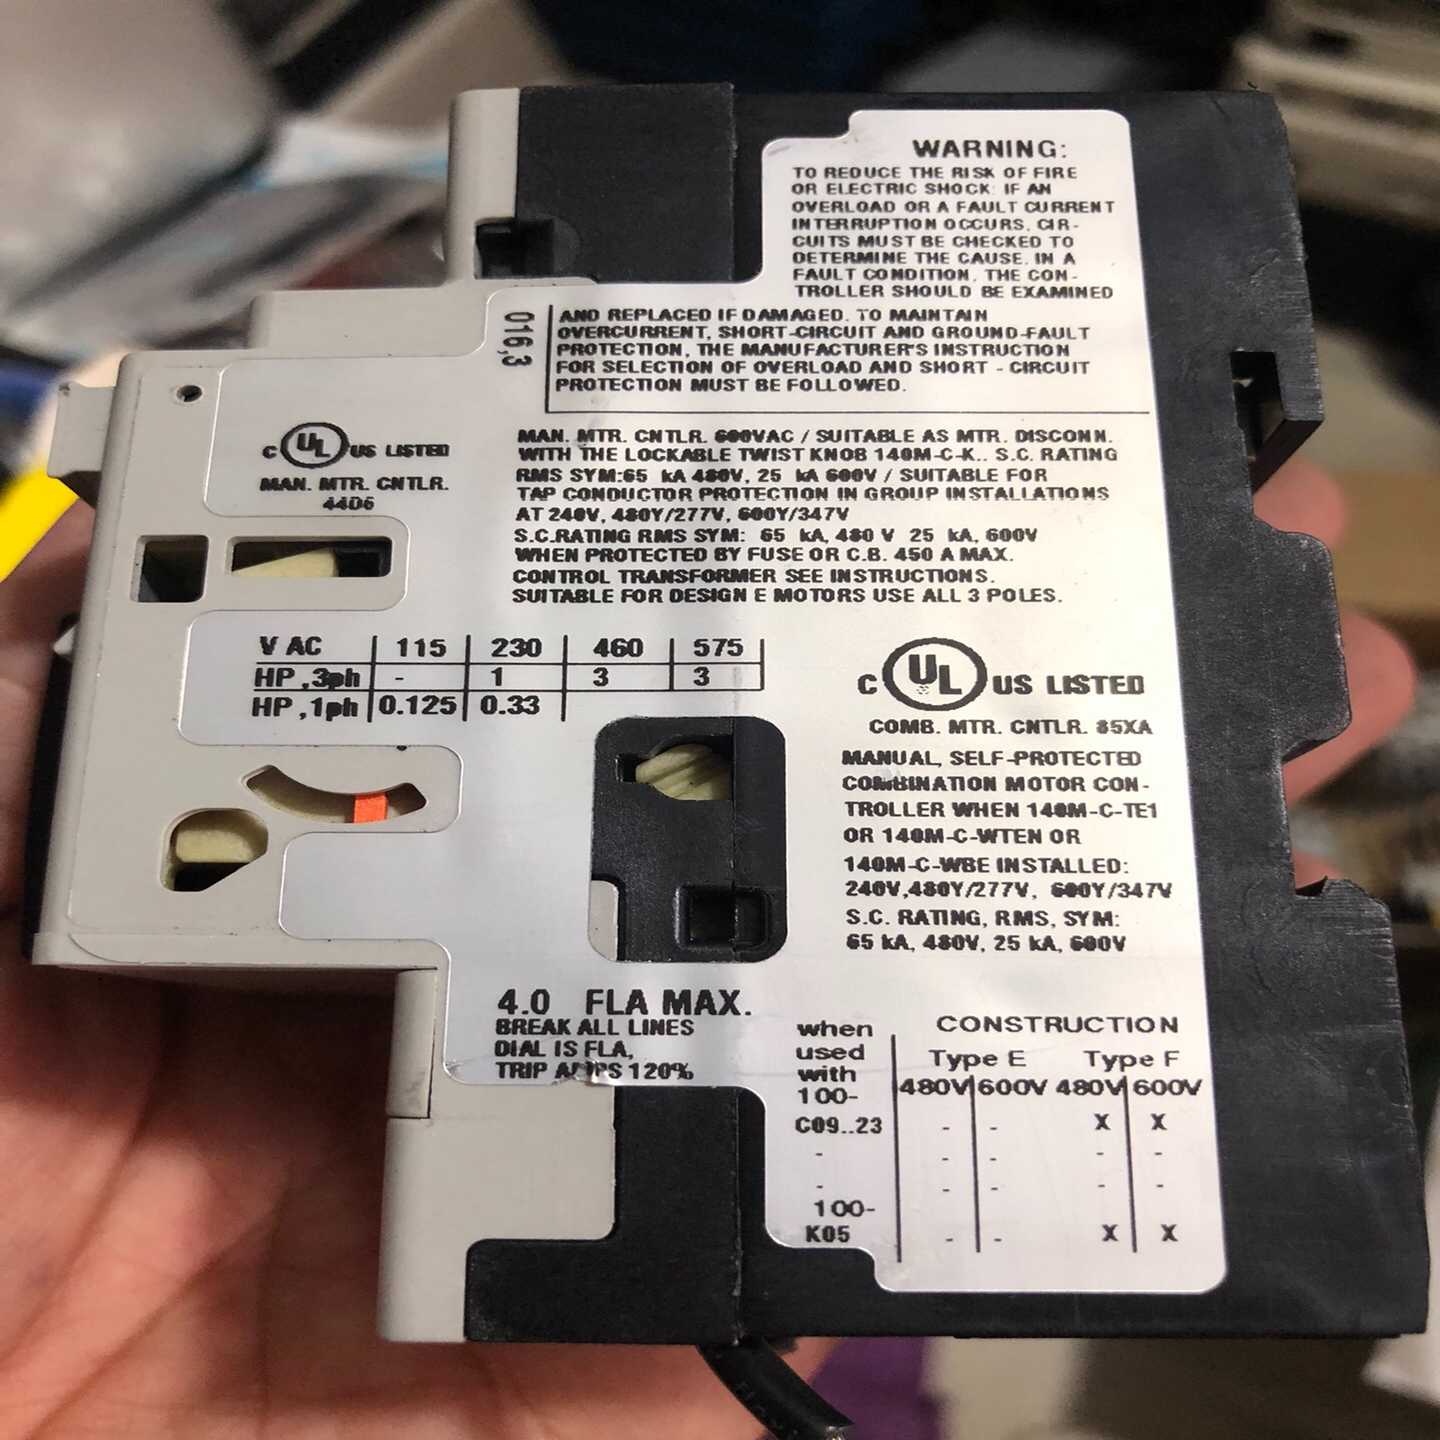 WARNING:
TO REDUCE THE RISK OF FIRE
OR ELECTRIC SHOCK: IF AN
OVERLOAD OR A FAULT CURRENT
INTERRUPTION OCCURS, CIR-
CUITS MUST BE CHECKED TO
DETERMINE THE CAUSE. IN A
FAULT CONDITION, THE CON-
TROLLER SHOULD BE EXAMINED
AND REPLACED IF DAMAGED. TO MAINTAIN
OVERCURRENT, SHORT-CIRCUIT AND GROUND-FAULT
PROTECTION, THE MANUFACTURER'S INSTRUCTION
FOR SELECTION OF OVERLOAD AND SHORT - CIRCUIT
PROTECTION MUST BE FOLLOWED.
016,3
C UL US LISTED
MAN. MTR. CNTLR.
44D6
MAN. MTR. CNTLR. 600VAC / SUITABLE AS MTR. DISCONN.
WITH THE LOCKABLE TWIST KNOB 140M-C-K.. S.C. RATING
RMS SYM:65 kA 480V, 25 kA 600V / SUITABLE FOR
TAP CONDUCTOR PROTECTION IN GROUP INSTALLATIONS
AT 240V, 480Y/277V, 600Y/347V
S.C.RATING RMS SYM: 65 kA, 480 V 25 kA, 600V
WHEN PROTECTED BY FUSE OR C.B. 450 A MAX.
CONTROL TRANSFORMER SEE INSTRUCTIONS.
SUITABLE FOR DESIGN E MOTORS USE ALL 3 POLES.
V AC 115 230 460 575
HP ,3ph - 1 3 3
HP ,1ph 0.125 0.33
C UL US LISTED
COMB. MTR. CNTLR. 85XA
MANUAL, SELF-PROTECTED
COMBINATION MOTOR CON-
TROLLER WHEN 140M-C-TE1
OR 140M-C-WTEN OR
140M-C-WBE INSTALLED:
240V,480Y/277V, 600Y/347V
S.C. RATING, RMS, SYM:
65 kA, 480V, 25 kA, 600V
4.0 FLA MAX.
BREAK ALL LINES
DIAL IS FLA,
TRIP AMPS 120%
when used with CONSTRUCTION
Type E Type F
100- 480V 600V 480V 600V
C09..23 - - X X
- - - - -
- - - - -
100-
K05 - - X X